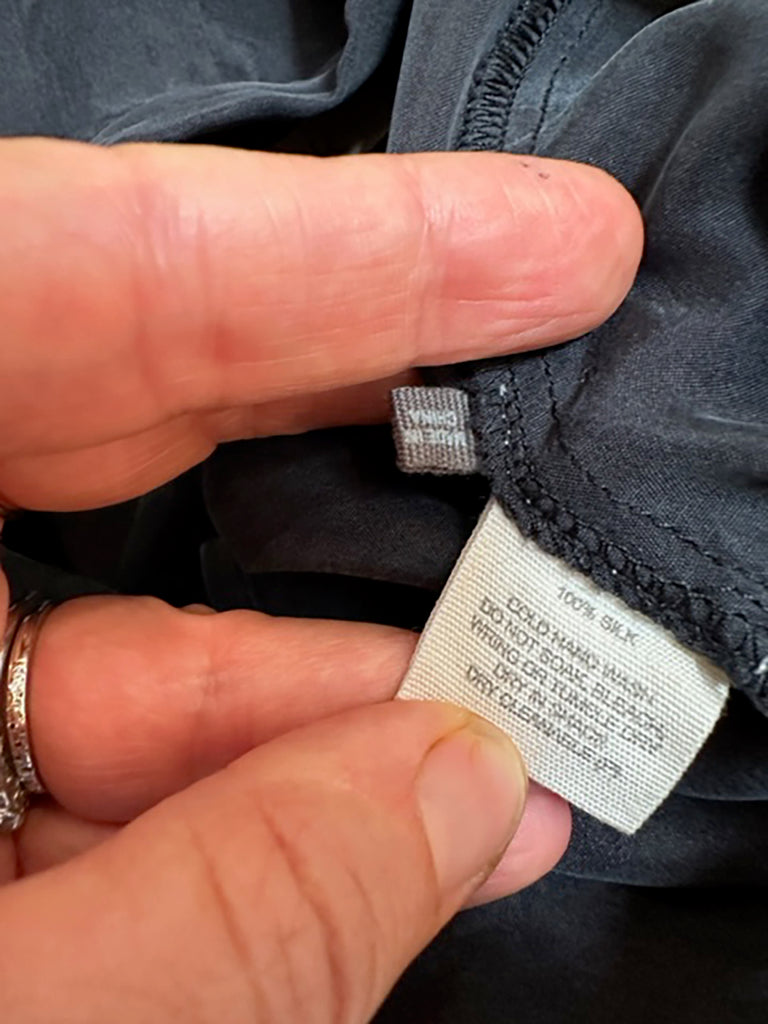 MADE IN
CHINA
100% SILK
COLD HAND WASH
DO NOT SOAK, BLEACH,
WRING OR TUMBLE DRY
DRY IN SHADE
DRY CLEANABLE